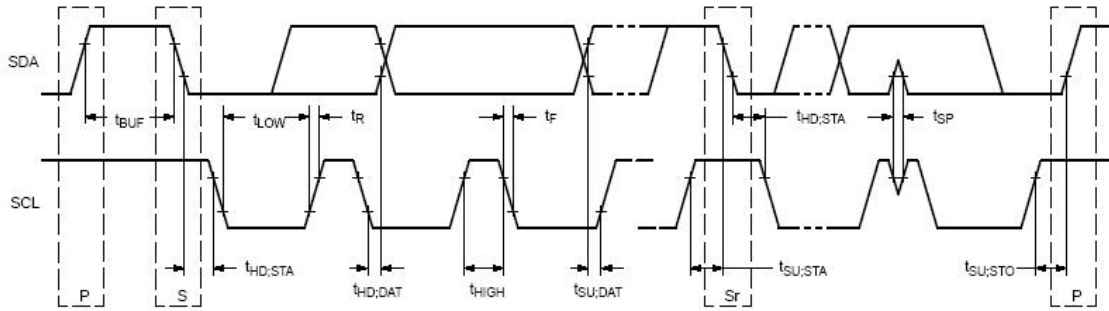 SDA
tBUF
tLOW
tR
tF
tHD;STA
tSP
SCL
tHD;STA
tHD;DAT
tHIGH
tSU;DAT
tSU;STA
tSU;STO
P
S
Sr
P